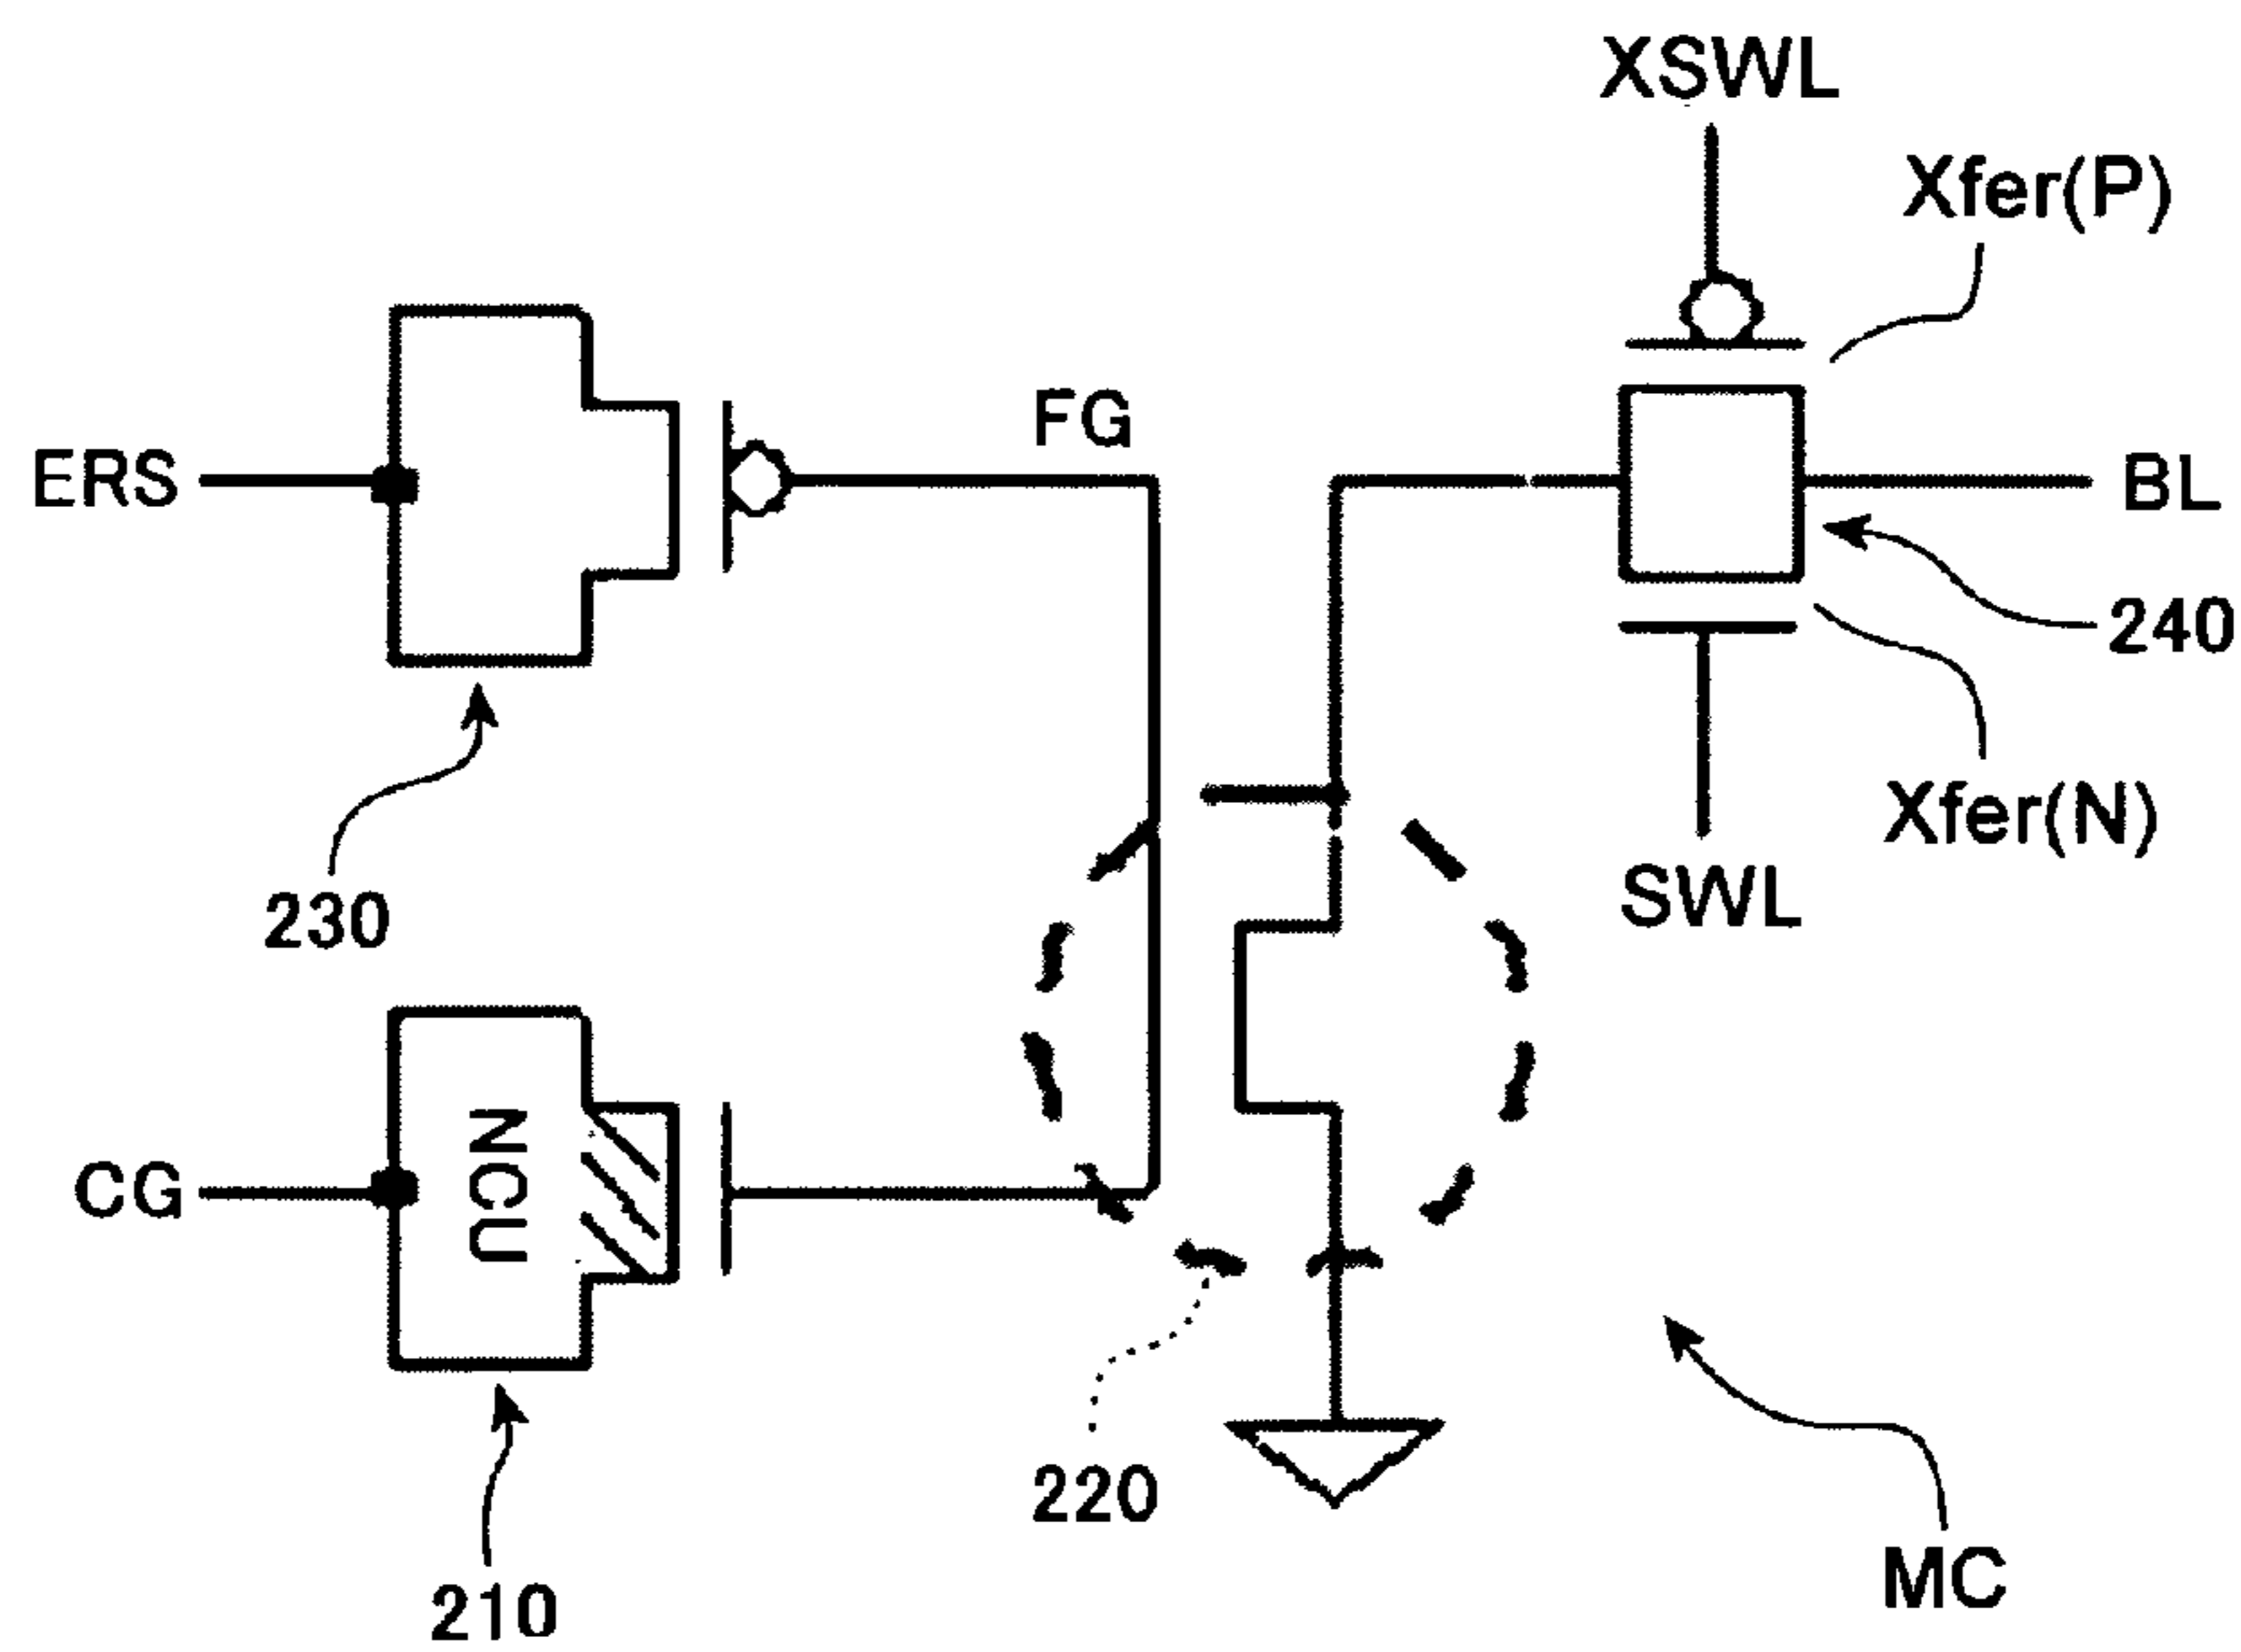 XSWL
Xfer(P)
FG
ERS
BL
240
Xfer(N)
SWL
230
NCU
CG
220
MC
210